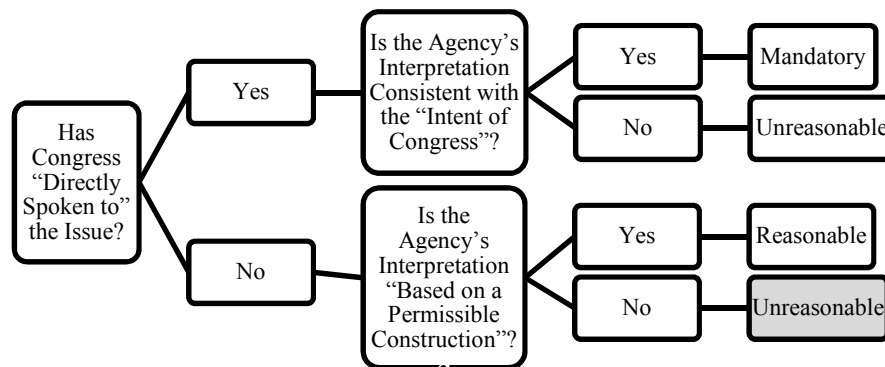 Has
Congress
“Directly
Spoken to”
the Issue?
Yes
Is the Agency’s
Interpretation
Consistent with
the “Intent of
Congress”?
Yes
Mandatory
No
Unreasonable
No
Is the
Agency’s
Interpretation
“Based on a
Permissible
Construction”?
Yes
Reasonable
No
Unreasonable